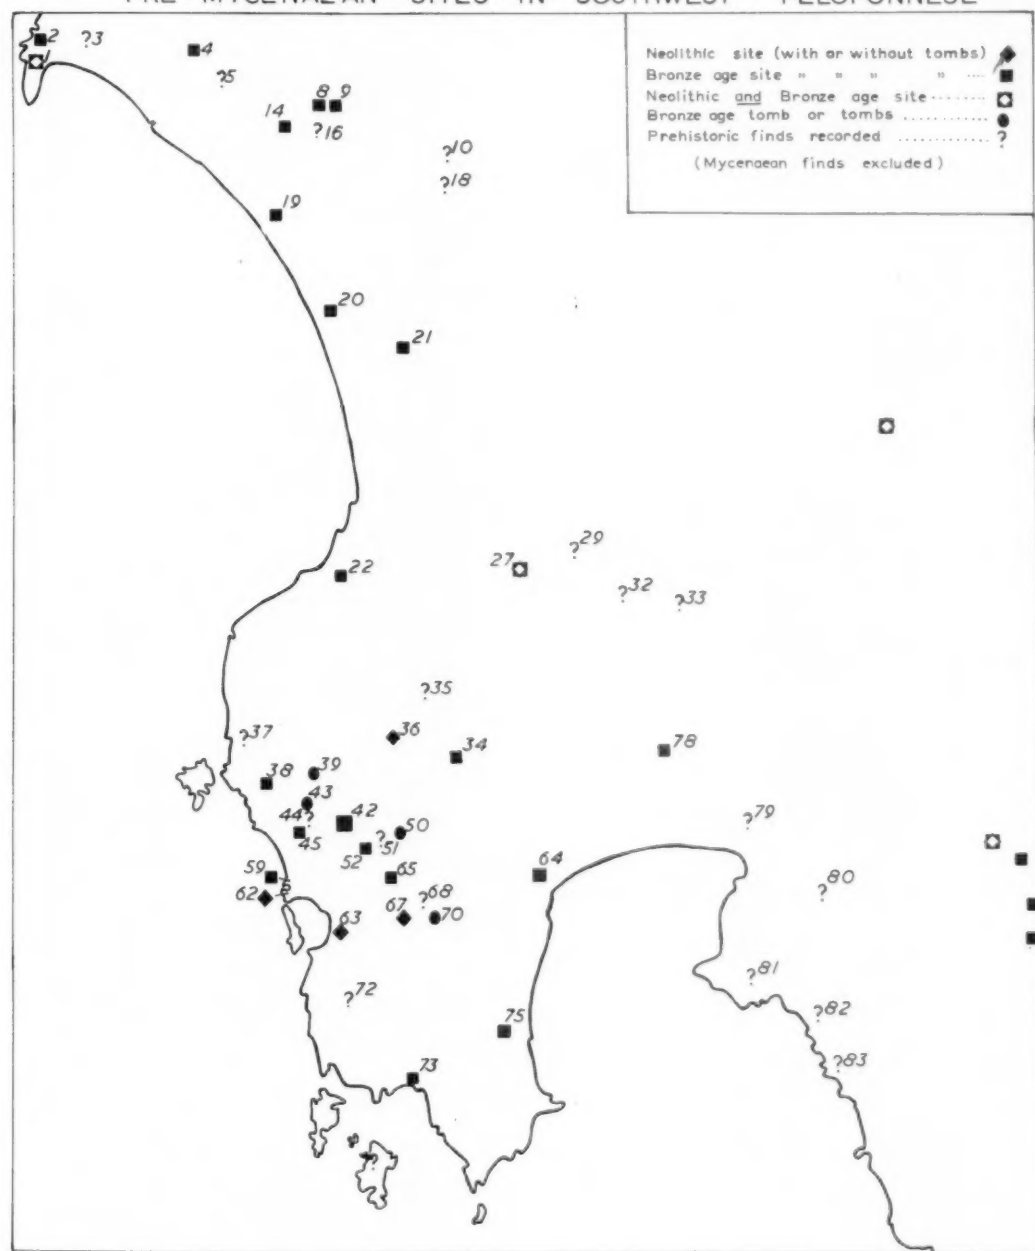 PRE-MYCENAEAN SITES IN SOUTHWEST PELOPONNESE
Neolithic site (with or without tombs)
Bronze age site " " " " ....
Neolithic and Bronze age site ........
Bronze age tomb or tombs ............
Prehistoric finds recorded ........... ?
(Mycenaean finds excluded)
2 ?3 4
1
?5
8 9
14 ?16
?10
?18
19
20
21
27 ?29
22 ?32 ?33
?35
?37 36 34 78
38 39
43
44? 42 50 ?79
45 52 ?51
59 65 64
62 ?68 ?80
63 67 70
?72 ?81
75 ?82
73 ?83